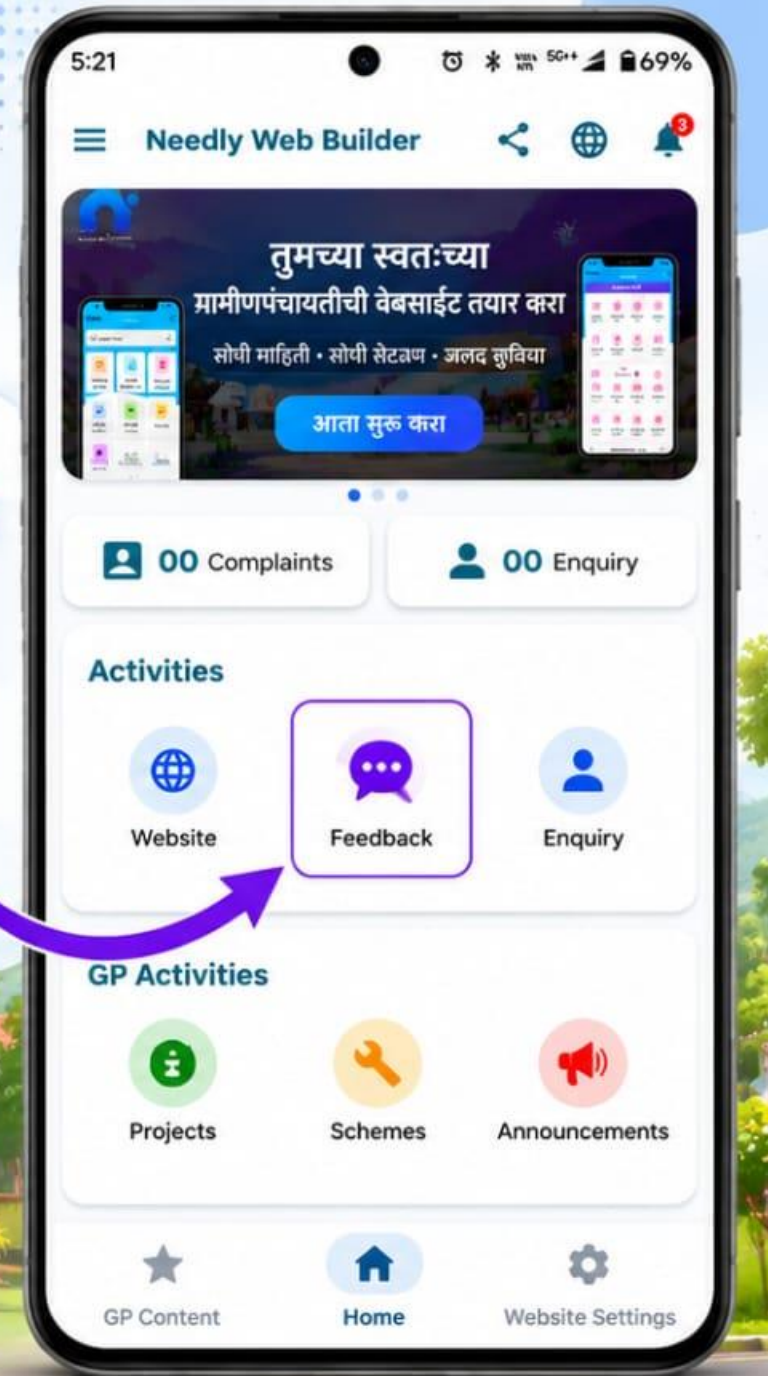 5:21 5G++ 69%
Needly Web Builder 3
तुमच्या स्वतःच्या
ग्रामीणपंचायतीची वेबसाईट तयार करा
सोपी माहिती • सोपी • जलद
आता सुरू करा
00 Complaints 00 Enquiry
Activities
Website Feedback Enquiry
GP Activities
Projects Schemes Announcements
GP Content Home Website Settings